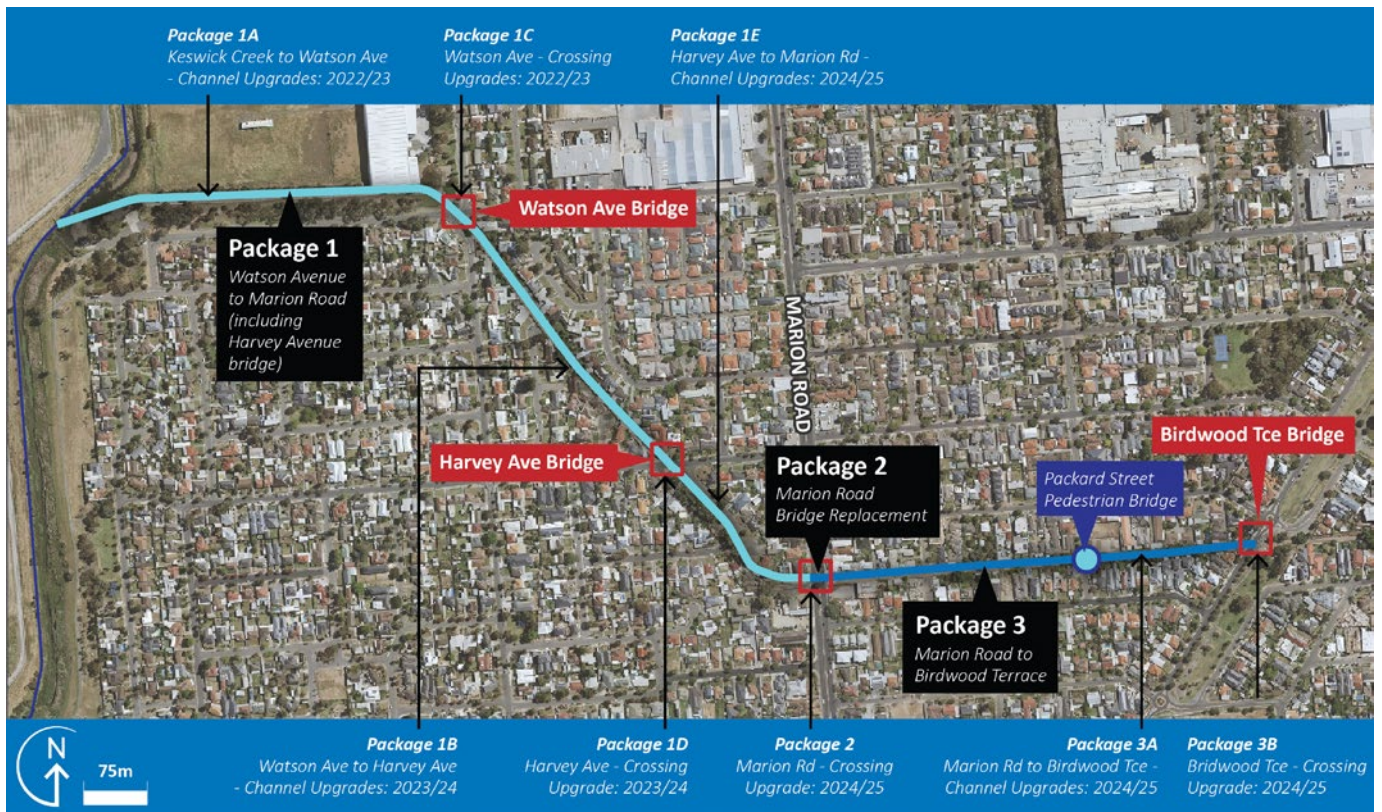 Package 1A
Keswick Creek to Watson Ave
- Channel Upgrades: 2022/23
Package 1C
Watson Ave - Crossing
Upgrades: 2022/23
Package 1E
Harvey Ave to Marion Rd -
Channel Upgrades: 2024/25
Watson Ave Bridge
Package 1
Watson Avenue
to Marion Road
(including
Harvey Avenue
bridge)
MARION ROAD
Harvey Ave Bridge
Package 2
Marion Road
Bridge Replacement
Packard Street
Pedestrian Bridge
Birdwood Tce Bridge
Package 3
Marion Road to
Birdwood Terrace
N
75m
Package 1B
Watson Ave to Harvey Ave
- Channel Upgrades: 2023/24
Package 1D
Harvey Ave - Crossing
Upgrade: 2023/24
Package 2
Marion Rd - Crossing
Upgrade: 2024/25
Package 3A
Marion Rd to Birdwood Tce -
Channel Upgrades: 2024/25
Package 3B
Bridwood Tce - Crossing
Upgrade: 2024/25